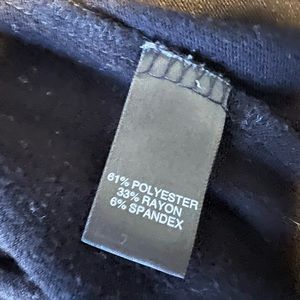 61% POLYESTER
33% RAYON
6% SPANDEX